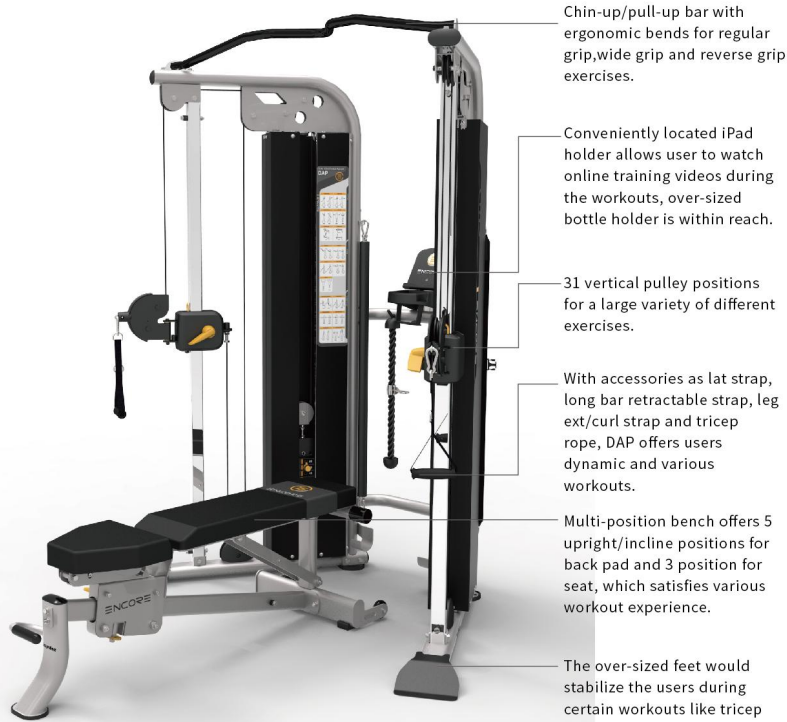 Chin-up/pull-up bar with
ergonomic bends for regular
grip,wide grip and reverse grip
exercises.
Conveniently located iPad
holder allows user to watch
online training videos during
the workouts, over-sized
bottle holder is within reach.
31 vertical pulley positions
for a large variety of different
exercises.
With accessories as lat strap,
long bar retractable strap, leg
ext/curl strap and tricep
rope, DAP offers users
dynamic and various
workouts.
Multi-position bench offers 5
upright/incline positions for
back pad and 3 position for
seat, which satisfies various
workout experience.
The over-sized feet would
stabilize the users during
certain workouts like tricep
DAP
ENCORE
ENCORE